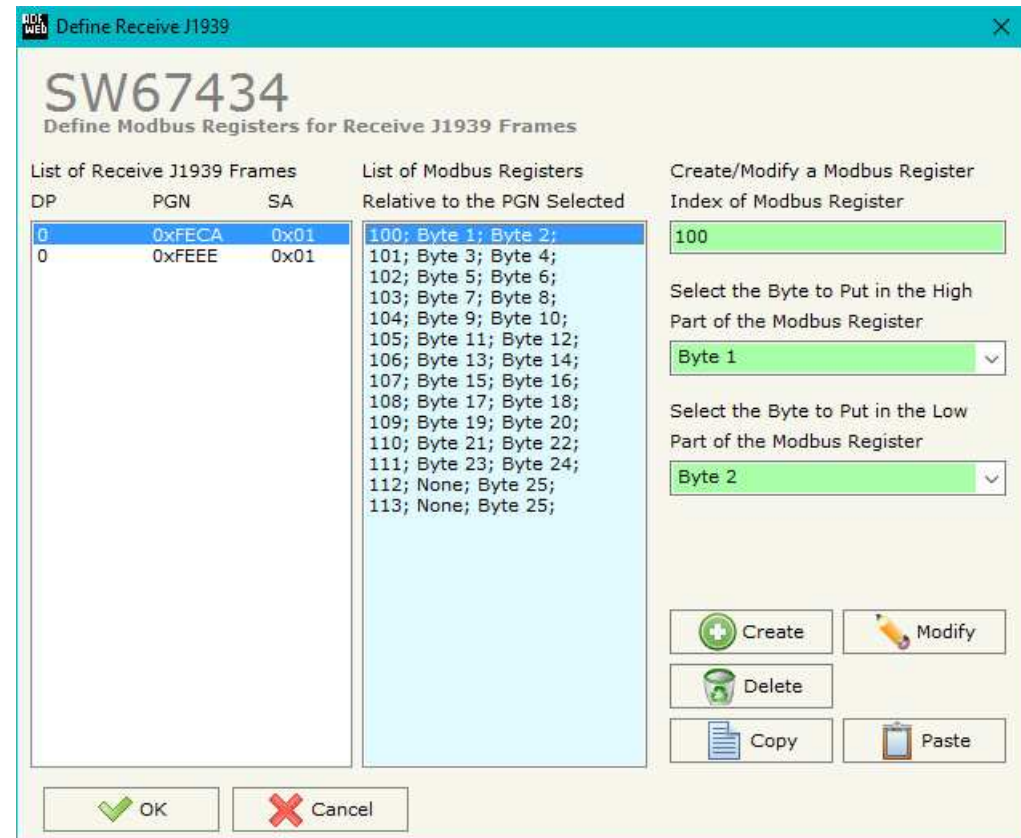 ADF WEB Define Receive J1939
SW67434
Define Modbus Registers for Receive J1939 Frames
List of Receive J1939 Frames
DP PGN SA
0 0xFECA 0x01
0 0xFEEE 0x01
List of Modbus Registers
Relative to the PGN Selected
100; Byte 1; Byte 2;
101; Byte 3; Byte 4;
102; Byte 5; Byte 6;
103; Byte 7; Byte 8;
104; Byte 9; Byte 10;
105; Byte 11; Byte 12;
106; Byte 13; Byte 14;
107; Byte 15; Byte 16;
108; Byte 17; Byte 18;
109; Byte 19; Byte 20;
110; Byte 21; Byte 22;
111; Byte 23; Byte 24;
112; None; Byte 25;
113; None; Byte 25;
Create/Modify a Modbus Register
Index of Modbus Register
100
Select the Byte to Put in the High
Part of the Modbus Register
Byte 1
Select the Byte to Put in the Low
Part of the Modbus Register
Byte 2
Create Modify
Delete
Copy Paste
OK Cancel